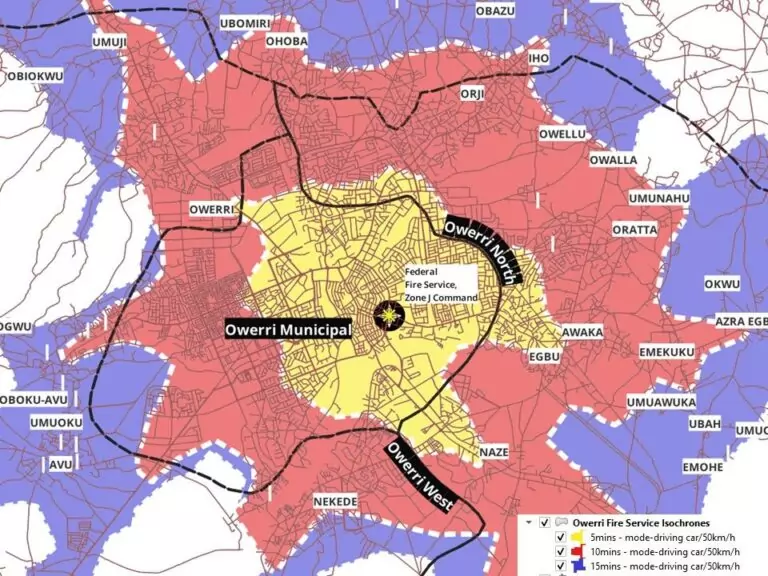 OBAZU
UBOMIRI
UMUJI
OHOBA
IHO
OBIOKWU
ORJI
OWELLU
OWALLA
UMUNAHU
OWERRI
ORATTA
Owerri North
Federal
Fire Service,
Zone J Command
OKWU
OGWU
Owerri Municipal
AZRA EGB
AWAKA
EGBU
EMEKUKU
OBOKU-AVU
UMUAWUKA
UMUOKU
UBAH
UMUO
AVU
NAZE
EMOHE
Owerri West
NEKEDE
Owerri Fire Service Isochrones
5mins - mode-driving car/50km/h
10mins - mode-driving car/50km/h
15mins - mode-driving car/50km/h